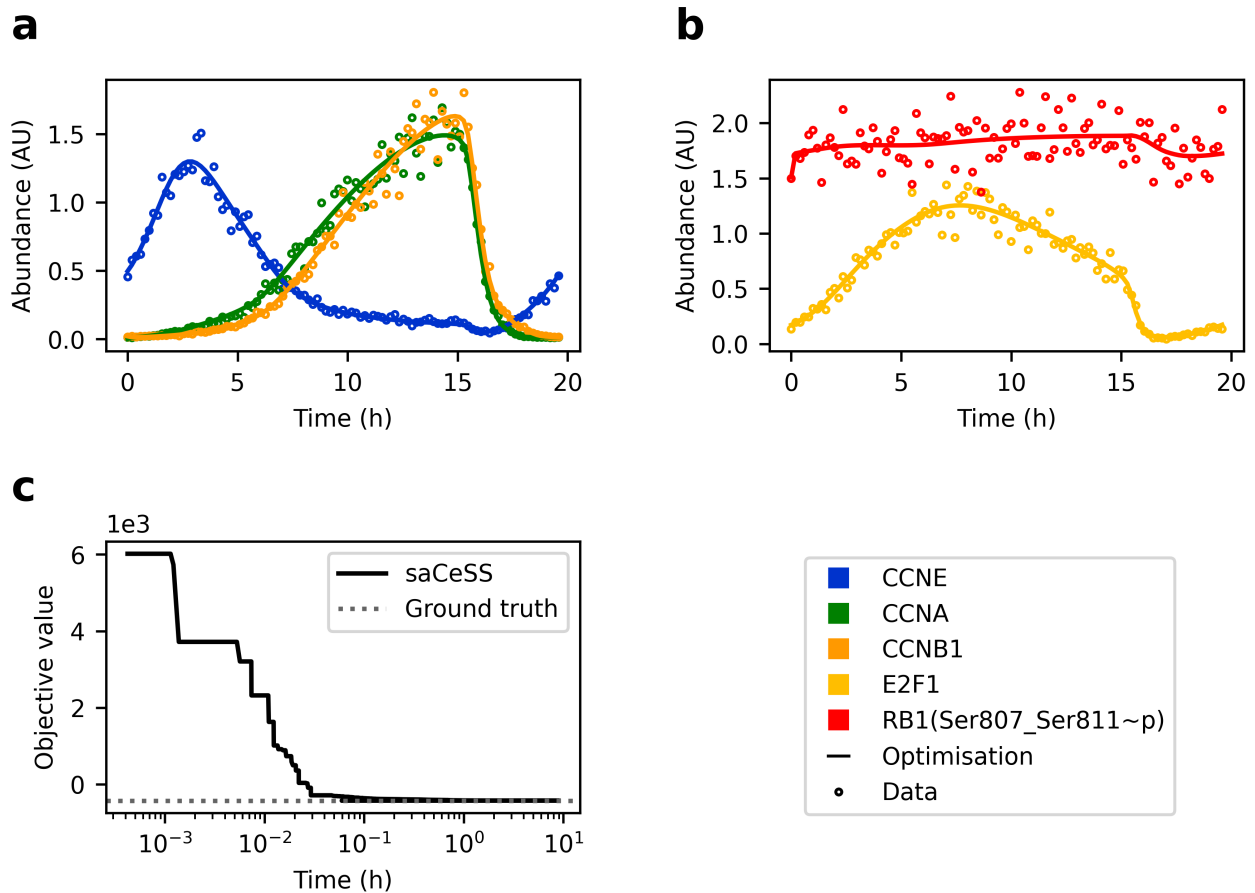 a
Abundance (AU)
1.5
1.0
0.5
0.0
0 5 10 15 20
Time (h)
b
Abundance (AU)
2.0
1.5
1.0
0.5
0.0
0 5 10 15 20
Time (h)
c
1e3
Objective value
6
4
2
0
saCeSS
Ground truth
10⁻³ 10⁻² 10⁻¹ 10⁰ 10¹
Time (h)
CCNE
CCNA
CCNB1
E2F1
RB1(Ser807_Ser811~p)
Optimisation
Data